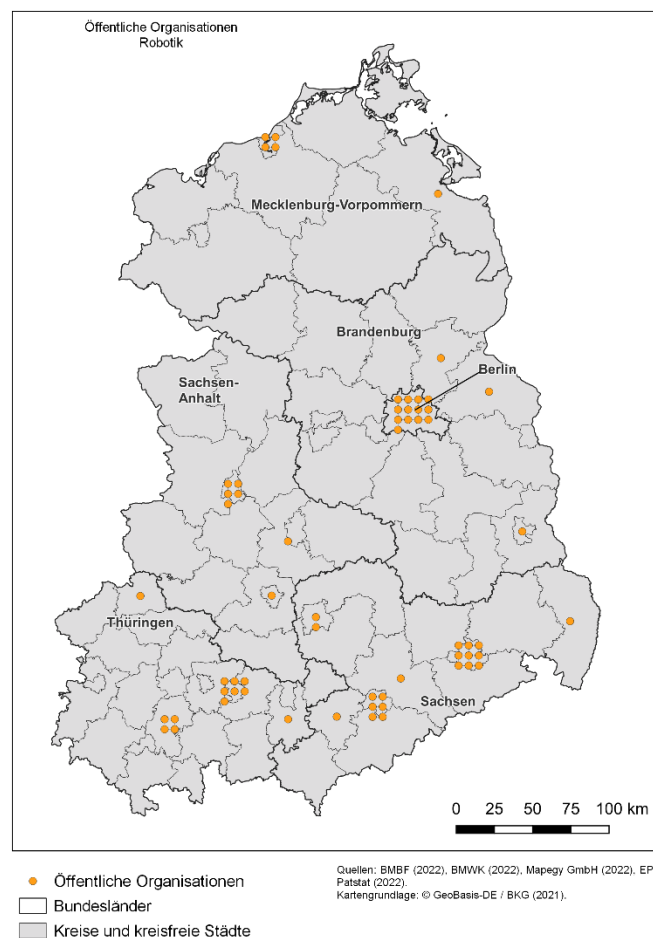 Öffentliche Organisationen
Robotik
Mecklenburg-Vorpommern
Brandenburg
Berlin
Sachsen-
Anhalt
Thüringen
Sachsen
0 25 50 75 100 km
Öffentliche Organisationen
Bundesländer
Kreise und kreisfreie Städte
Quellen: BMBF (2022), BMWK (2022), Mapegy GmbH (2022), EP
Patstat (2022).
Kartengrundlage: © GeoBasis-DE / BKG (2021).